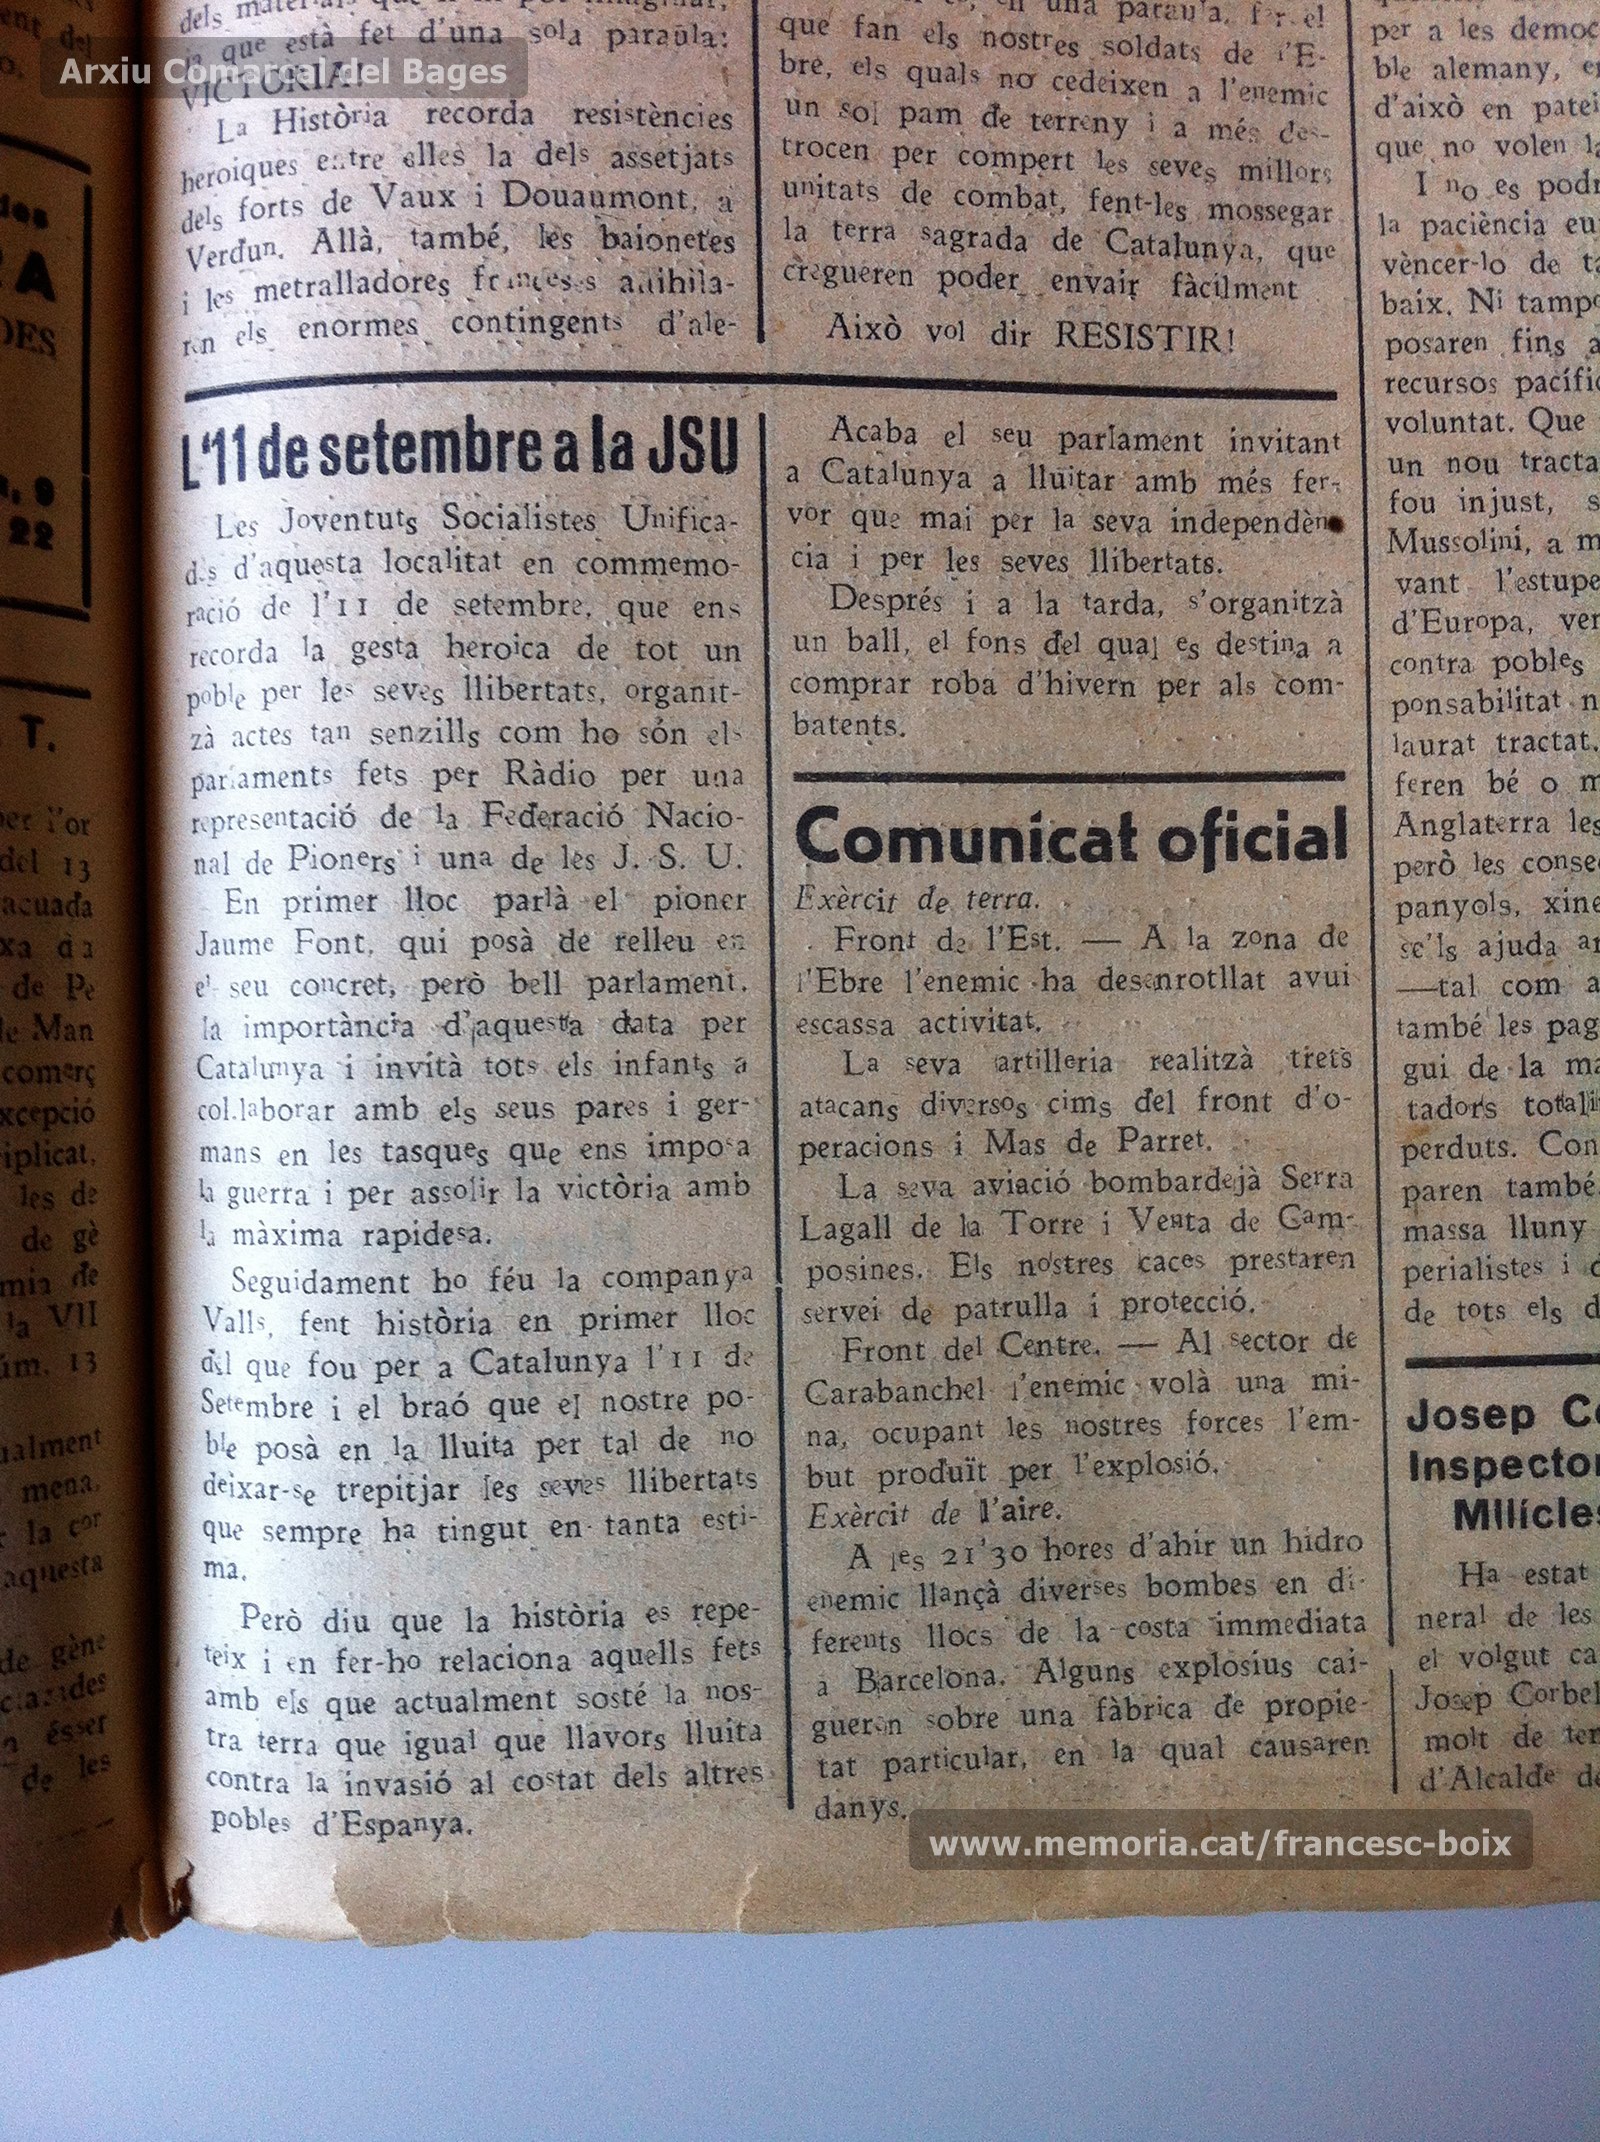 Arxiu Comarcal del Bages
que està fet d'una sola paraula:
VICTORIA!
La Història recorda resistències
heroiques entre elles la dels assetjats
dels forts de Vaux i Douaumont, a
Verdun. Allà, també, les baionetes
i les metralladores franceses anihila-
ren els enormes contingents d'ale-
L'11 de setembre a la JSU
Les Joventuts Socialistes Unifica-
des d'aquesta localitat en commemo-
ració de l'11 de setembre, que ens
recorda la gesta heroica de tot un
poble per les seves llibertats, organit-
zà actes tan senzills com ho són els
parlaments fets per Ràdio per una
representació de la Federació Nacio-
nal de Pioners i una de les J. S. U.
En primer lloc parlà el pioner
Jaume Font, qui posà de relleu en
el seu concret, però bell parlament,
la importància d'aquesta data per
Catalunya i invità tots els infants a
col.laborar amb els seus pares i ger-
mans en les tasques que ens imposa
la guerra i per assolir la victòria amb
la màxima rapidesa.
Seguidament ho féu la companya
Valls, fent història en primer lloc
del que fou per a Catalunya l'11 de
Setembre i el braó que el nostre po-
ble posà en la lluita per tal de no
deixar-se trepitjar les seves llibertats
que sempre ha tingut en tanta esti-
ma.
Però diu que la història es repe-
teix i en fer-ho relaciona aquells fets
amb els que actualment sosté la nos-
tra terra que igual que llavors lluita
contra la invasió al costat dels altres
pobles d'Espanya.
que fan els nostres soldats de l'E-
bre, els quals no cedeixen a l'enemic
un sol pam de terreny i a més des-
trocen per compert les seves millors
unitats de combat, fent-les mossegar
la terra sagrada de Catalunya, que
cregueren poder envair fàcilment
Això vol dir RESISTIR!
Acaba el seu parlament invitant
a Catalunya a lluitar amb més fer-
vor que mai per la seva independèn-
cia i per les seves llibertats.
Després i a la tarda, s'organitzà
un ball, el fons del qual es destina a
comprar roba d'hivern per als com-
batents.
Comunicat oficial
Exèrcit de terra.
Front de l'Est. — A la zona de
l'Ebre l'enemic ha desenrotllat avui
escassa activitat.
La seva artilleria realitzà trets
atacans diversos cims del front d'o-
peracions i Mas de Parret.
La seva aviació bombardejà Serra
Lagall de la Torre i Venta de Cam-
posines. Els nostres caces prestaren
servei de patrulla i protecció.
Front del Centre. — Al sector de
Carabanchel l'enemic volà una mi-
na, ocupant les nostres forces l'em-
but produït per l'explosió.
Exèrcit de l'aire.
A les 21'30 hores d'ahir un hidro
enemic llançà diverses bombes en di-
ferents llocs de la costa immediata
a Barcelona. Alguns explosius cai-
gueren sobre una fàbrica de propie-
tat particular, en la qual causaren
danys.
per a les democ
ble alemany, e
d'això en patei
que no volen l
I no es podr
la paciència eu
vèncer-lo de t
baix. Ni tampo
posaren fins a
recursos pacífic
voluntat. Que
un nou tracta
fou injust, s
Mussolini, a m
vant l'estupe
d'Europa, ver
contra pobles
ponsabilitat n
laurat tractat.
feren bé o m
Anglaterra les
però les conse
panyols, xine
se'ls ajuda a
—tal com a
també les pag
gui de la ma
tadors totali
perduts. Con
paren també
massa lluny
perialistes i d
de tots els d
Josep Co
Inspector
Milícies
Ha estat
neral de les
el volgut ca
Josep Corbel
molt de tem
d'Alcalde de
www.memoria.cat/francesc-boix